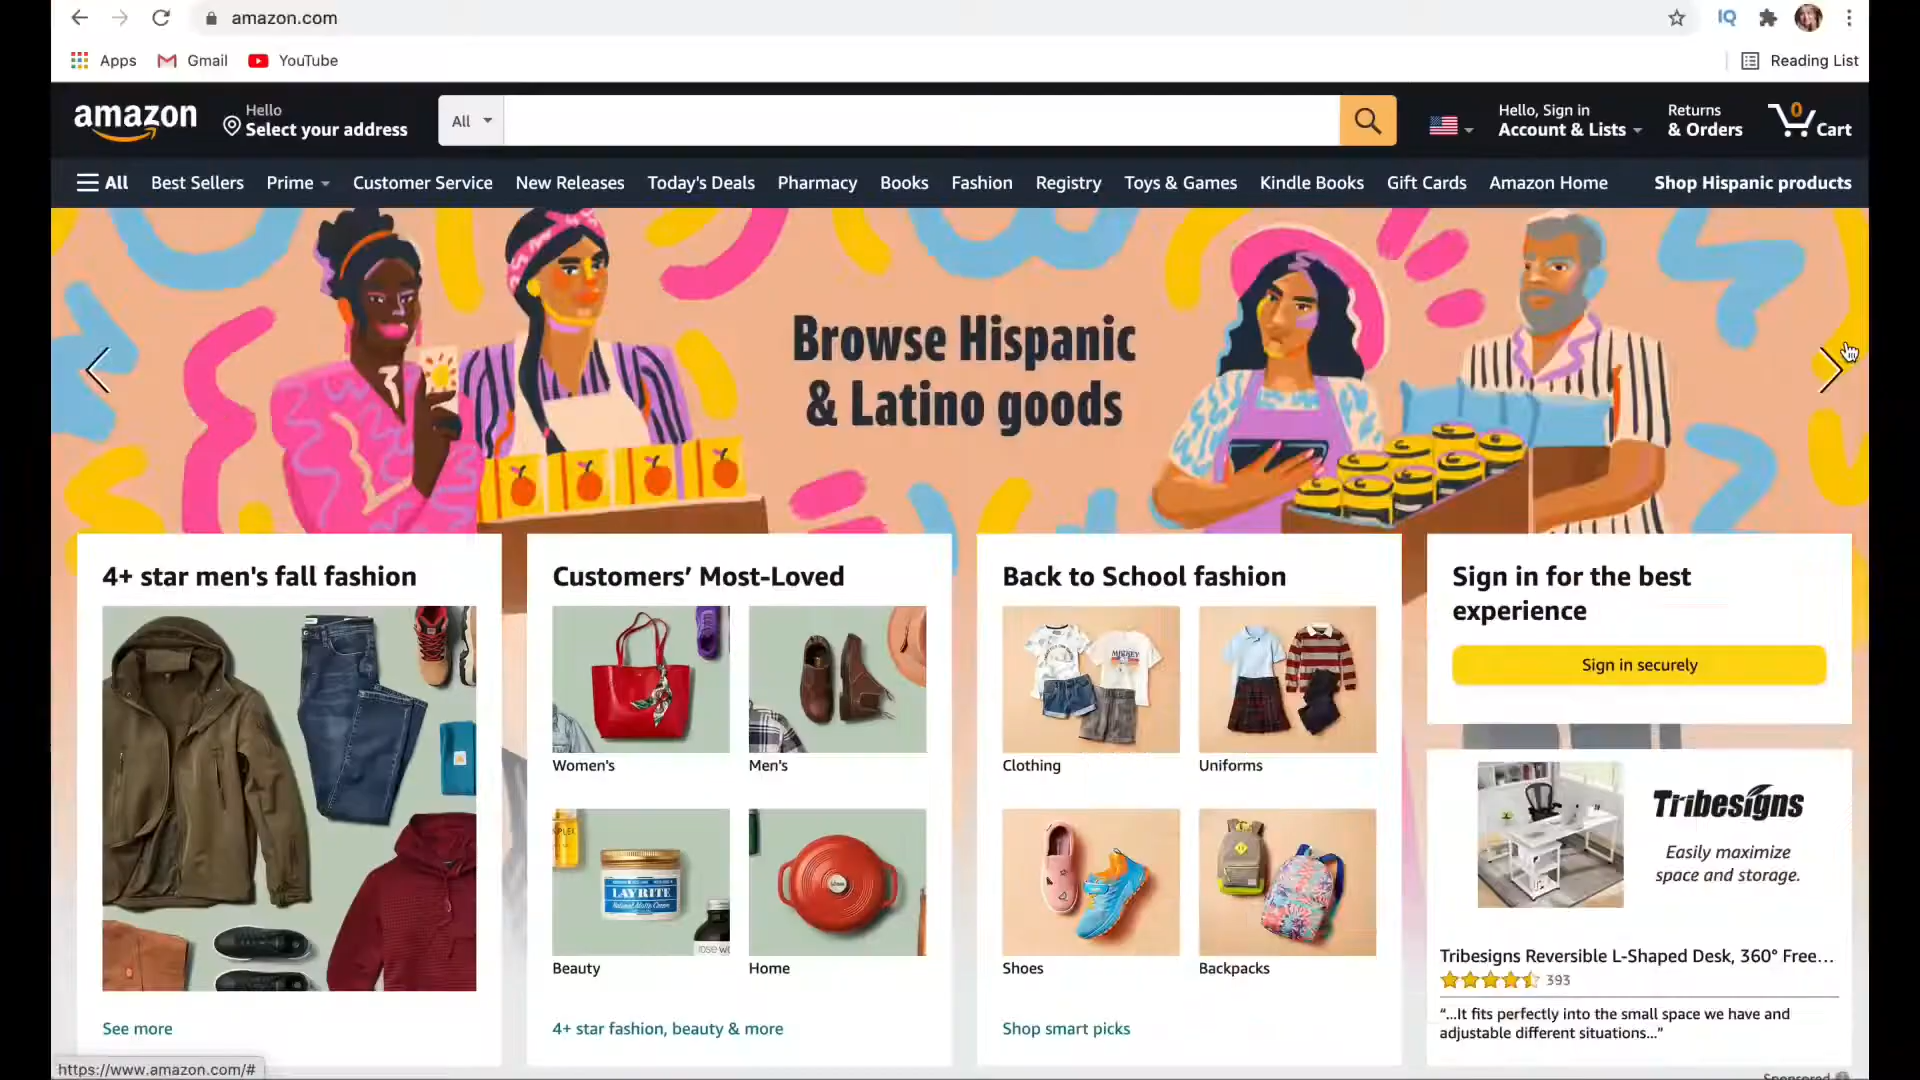 amazon.com
IQ
Apps
Gmail
YouTube
Reading List
amazon
Hello
Select your address
All
Hello, Sign in
Account & Lists
Returns
& Orders
0
Cart
All
Best Sellers
Prime
Customer Service
New Releases
Today's Deals
Pharmacy
Books
Fashion
Registry
Toys & Games
Kindle Books
Gift Cards
Amazon Home
Shop Hispanic products
Browse Hispanic
& Latino goods
4+ star men's fall fashion
See more
Customers’ Most-Loved
Women's
Men's
LAYRITE
Beauty
Home
4+ star fashion, beauty & more
Back to School fashion
Clothing
Uniforms
Shoes
Backpacks
Shop smart picks
Sign in for the best
experience
Sign in securely
Tribesigns
Easily maximize
space and storage.
Tribesigns Reversible L-Shaped Desk, 360° Free…
393
“...It fits perfectly into the small space we have and
adjustable different situations...”
Sponsored
https://www.amazon.com/#